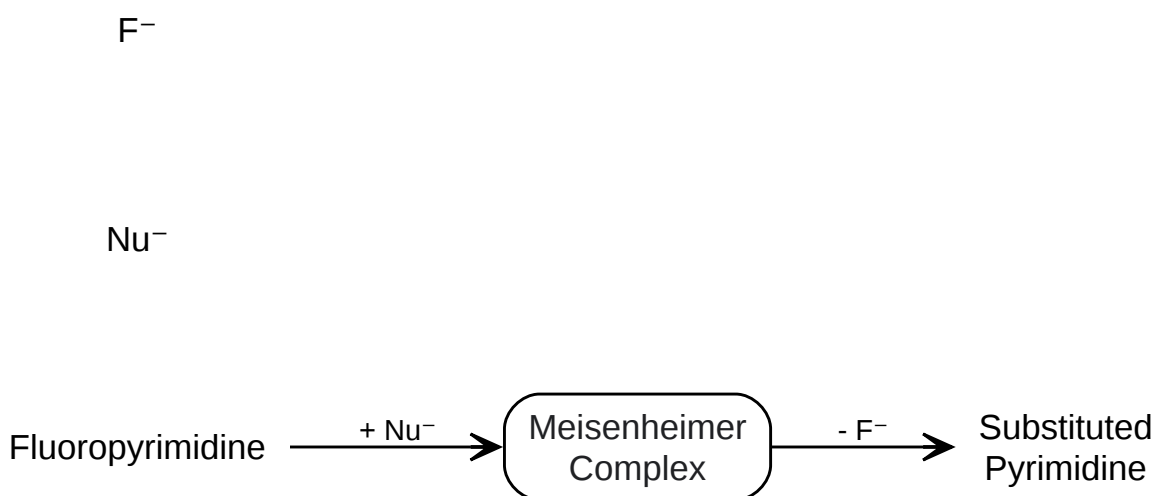 F⁻
Nu⁻
Fluoropyrimidine
+ Nu⁻
Meisenheimer
Complex
- F⁻
Substituted
Pyrimidine